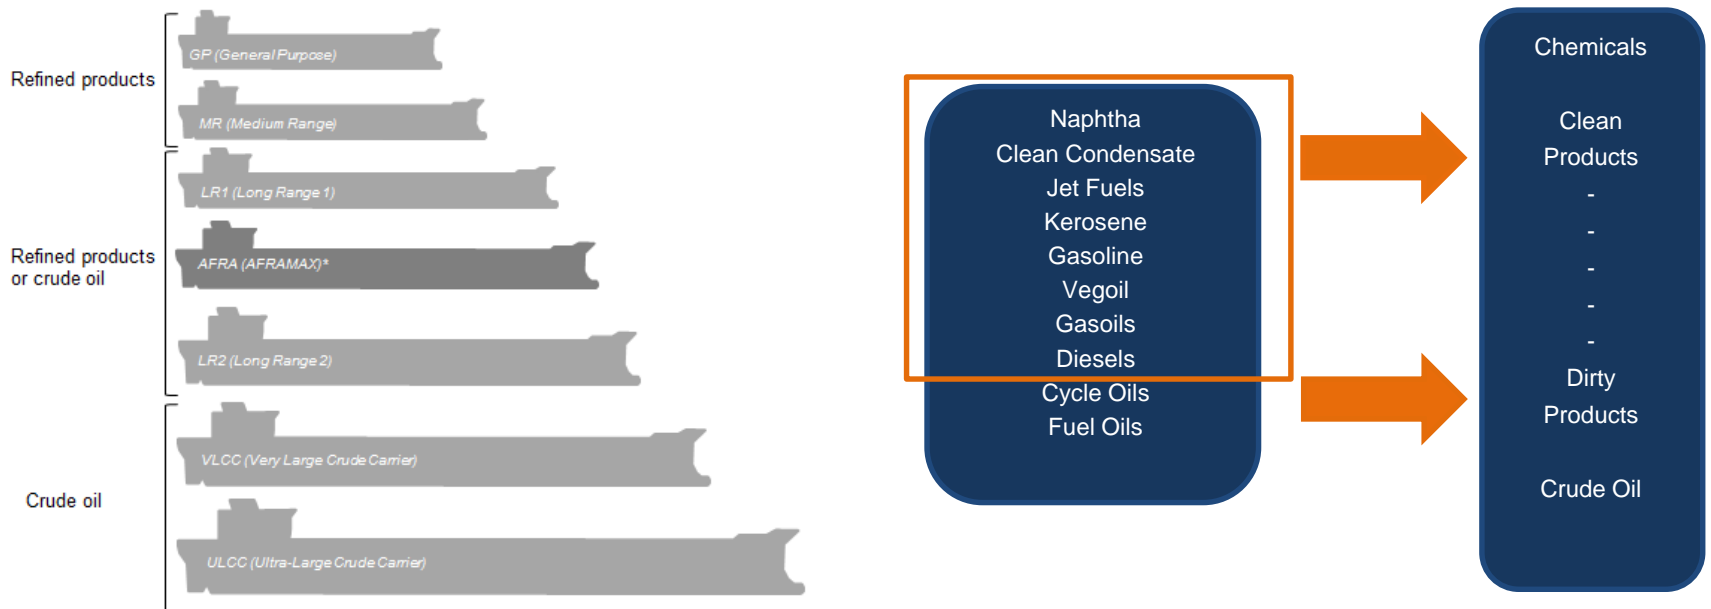 Refined products
GP (General Purpose)
MR (Medium Range)
Refined products
or crude oil
LR1 (Long Range 1)
AFRA (AFRAMAX)*
LR2 (Long Range 2)
Crude oil
VLCC (Very Large Crude Carrier)
ULCC (Ultra-Large Crude Carrier)
Naphtha
Clean Condensate
Jet Fuels
Kerosene
Gasoline
Vegoil
Gasoils
Diesels
Cycle Oils
Fuel Oils
Chemicals
Clean
Products
-
-
-
-
-
Dirty
Products
Crude Oil